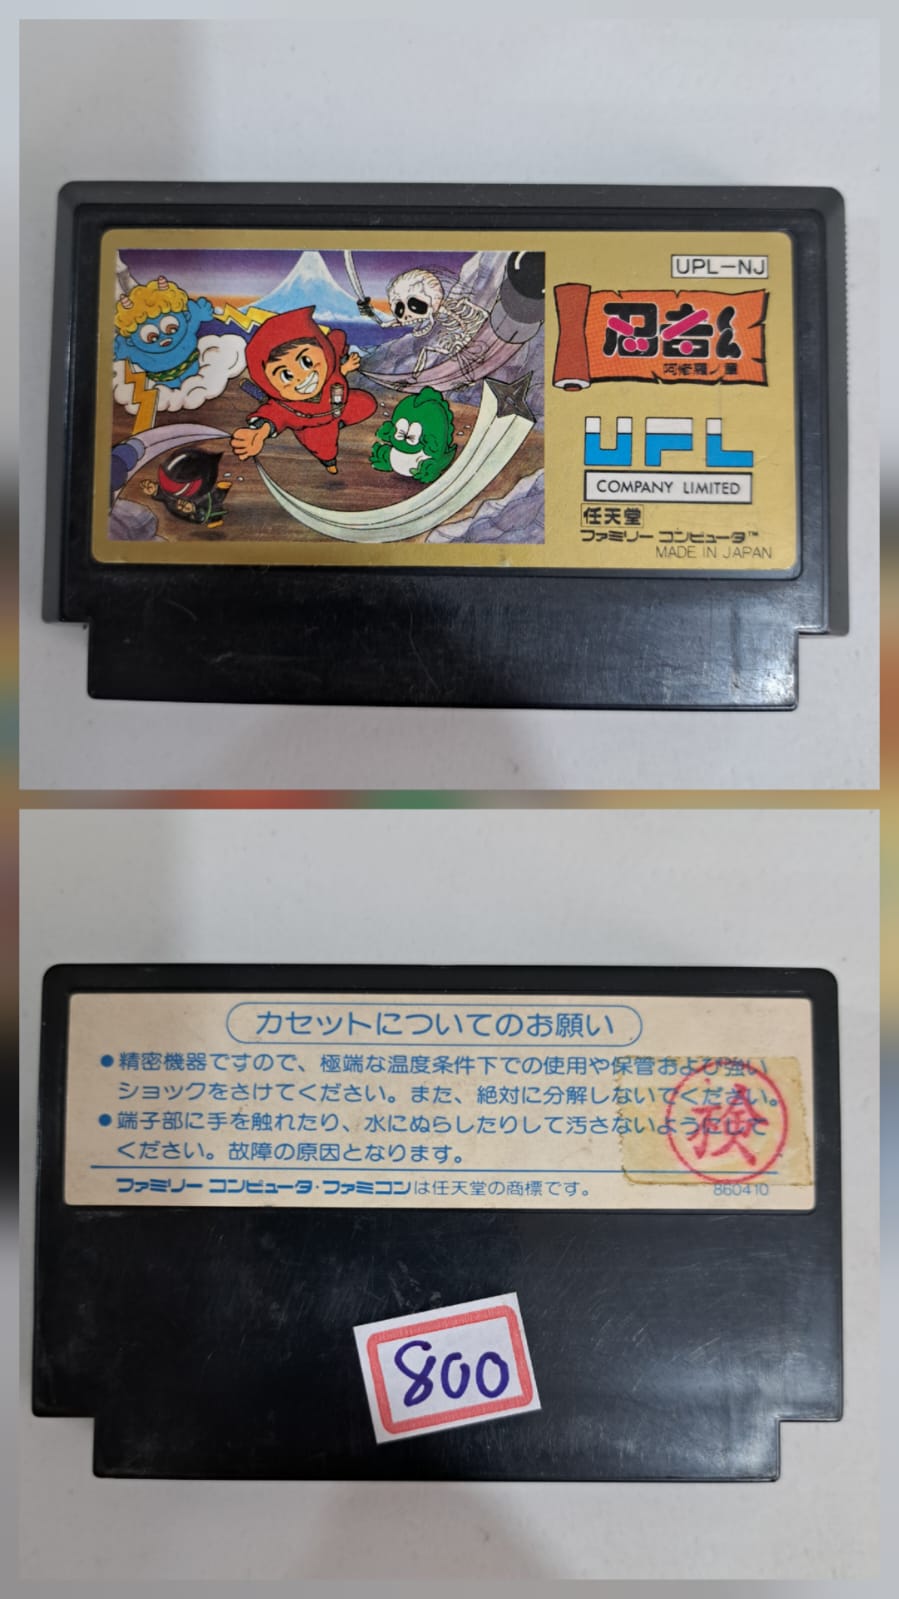 UPL-NJ
忍者くん
阿修羅ノ章
UPL
COMPANY LIMITED
任天堂
ファミリー コンピュータ™
MADE IN JAPAN
カセットについてのお願い
●精密機器ですので、極端な温度条件下での使用や保管および強い
ショックをさけてください。また、絶対に分解しないでください。
●端子部に手を触れたり、水にぬらしたりして汚さないようにして
ください。故障の原因となります。
検
ファミリー コンピュータ・ファミコンは任天堂の商標です。
860410
800